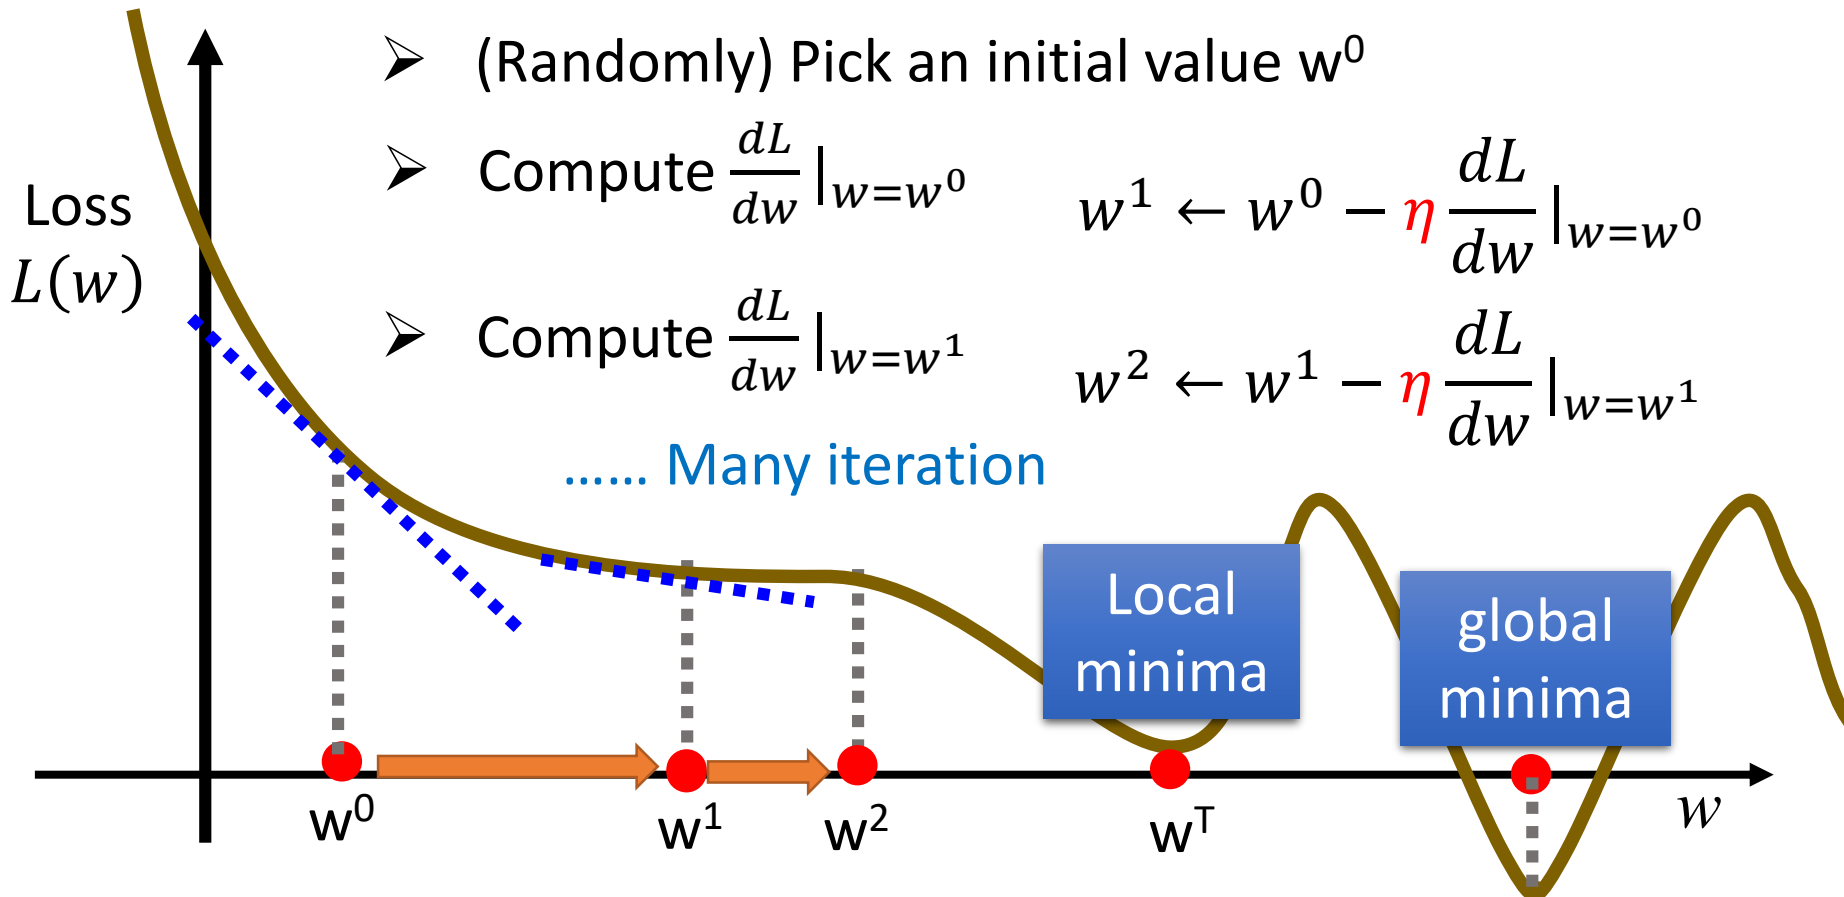 ➢ (Randomly) Pick an initial value w⁰
➢ Compute dL/dw |w=w⁰
w¹ ← w⁰ − η dL/dw |w=w⁰
Loss
L(w)
➢ Compute dL/dw |w=w¹
w² ← w¹ − η dL/dw |w=w¹
…… Many iteration
Local
minima
global
minima
w⁰
w¹
w²
wᵀ
w